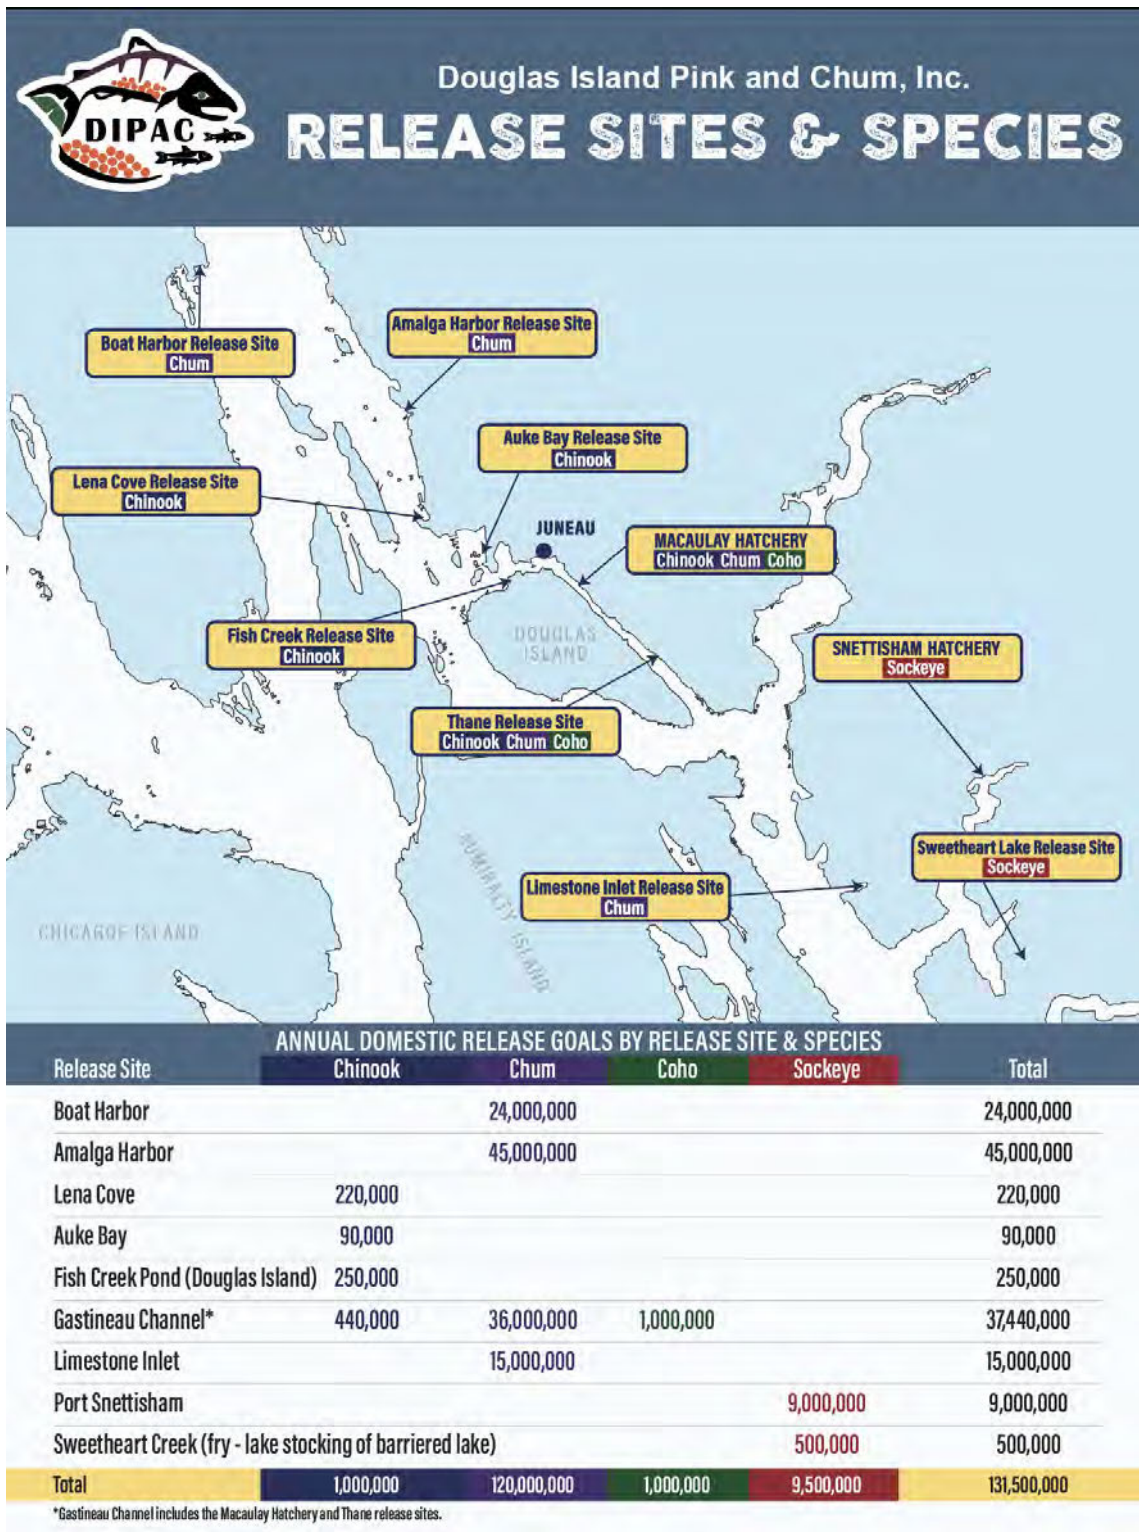 DIPAC
Douglas Island Pink and Chum, Inc.
RELEASE SITES & SPECIES
Boat Harbor Release Site
Chum
Amalga Harbor Release Site
Chum
Auke Bay Release Site
Chinook
Lena Cove Release Site
Chinook
JUNEAU
MACAULAY HATCHERY
Chinook Chum Coho
Fish Creek Release Site
Chinook
DOUGLAS
ISLAND
SNETTISHAM HATCHERY
Sockeye
Thane Release Site
Chinook Chum Coho
Sweetheart Lake Release Site
Sockeye
Limestone Inlet Release Site
Chum
CHICAGOF ISLAND
ISLAND
ANNUAL DOMESTIC RELEASE GOALS BY RELEASE SITE & SPECIES
Release Site Chinook Chum Coho Sockeye Total
Boat Harbor 24,000,000 24,000,000
Amalga Harbor 45,000,000 45,000,000
Lena Cove 220,000 220,000
Auke Bay 90,000 90,000
Fish Creek Pond (Douglas Island) 250,000 250,000
Gastineau Channel* 440,000 36,000,000 1,000,000 37,440,000
Limestone Inlet 15,000,000 15,000,000
Port Snettisham 9,000,000 9,000,000
Sweetheart Creek (fry - lake stocking of barriered lake) 500,000 500,000
Total 1,000,000 120,000,000 1,000,000 9,500,000 131,500,000
*Gastineau Channel includes the Macaulay Hatchery and Thane release sites.